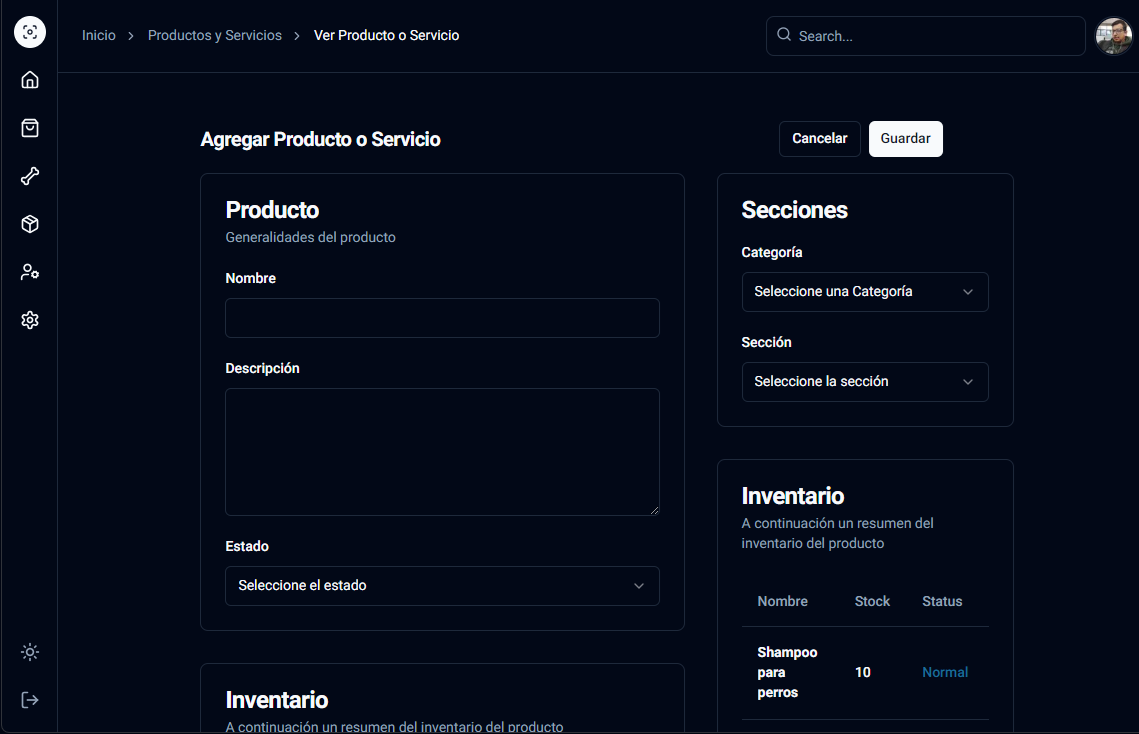 Inicio > Productos y Servicios > Ver Producto o Servicio
Search...
Agregar Producto o Servicio
Cancelar
Guardar
Producto
Generalidades del producto
Nombre
Descripción
Estado
Seleccione el estado
Inventario
A continuación un resumen del inventario del producto
Secciones
Categoría
Seleccione una Categoría
Sección
Seleccione la sección
Inventario
A continuación un resumen del
inventario del producto
Nombre Stock Status
Shampoo
para 10 Normal
perros